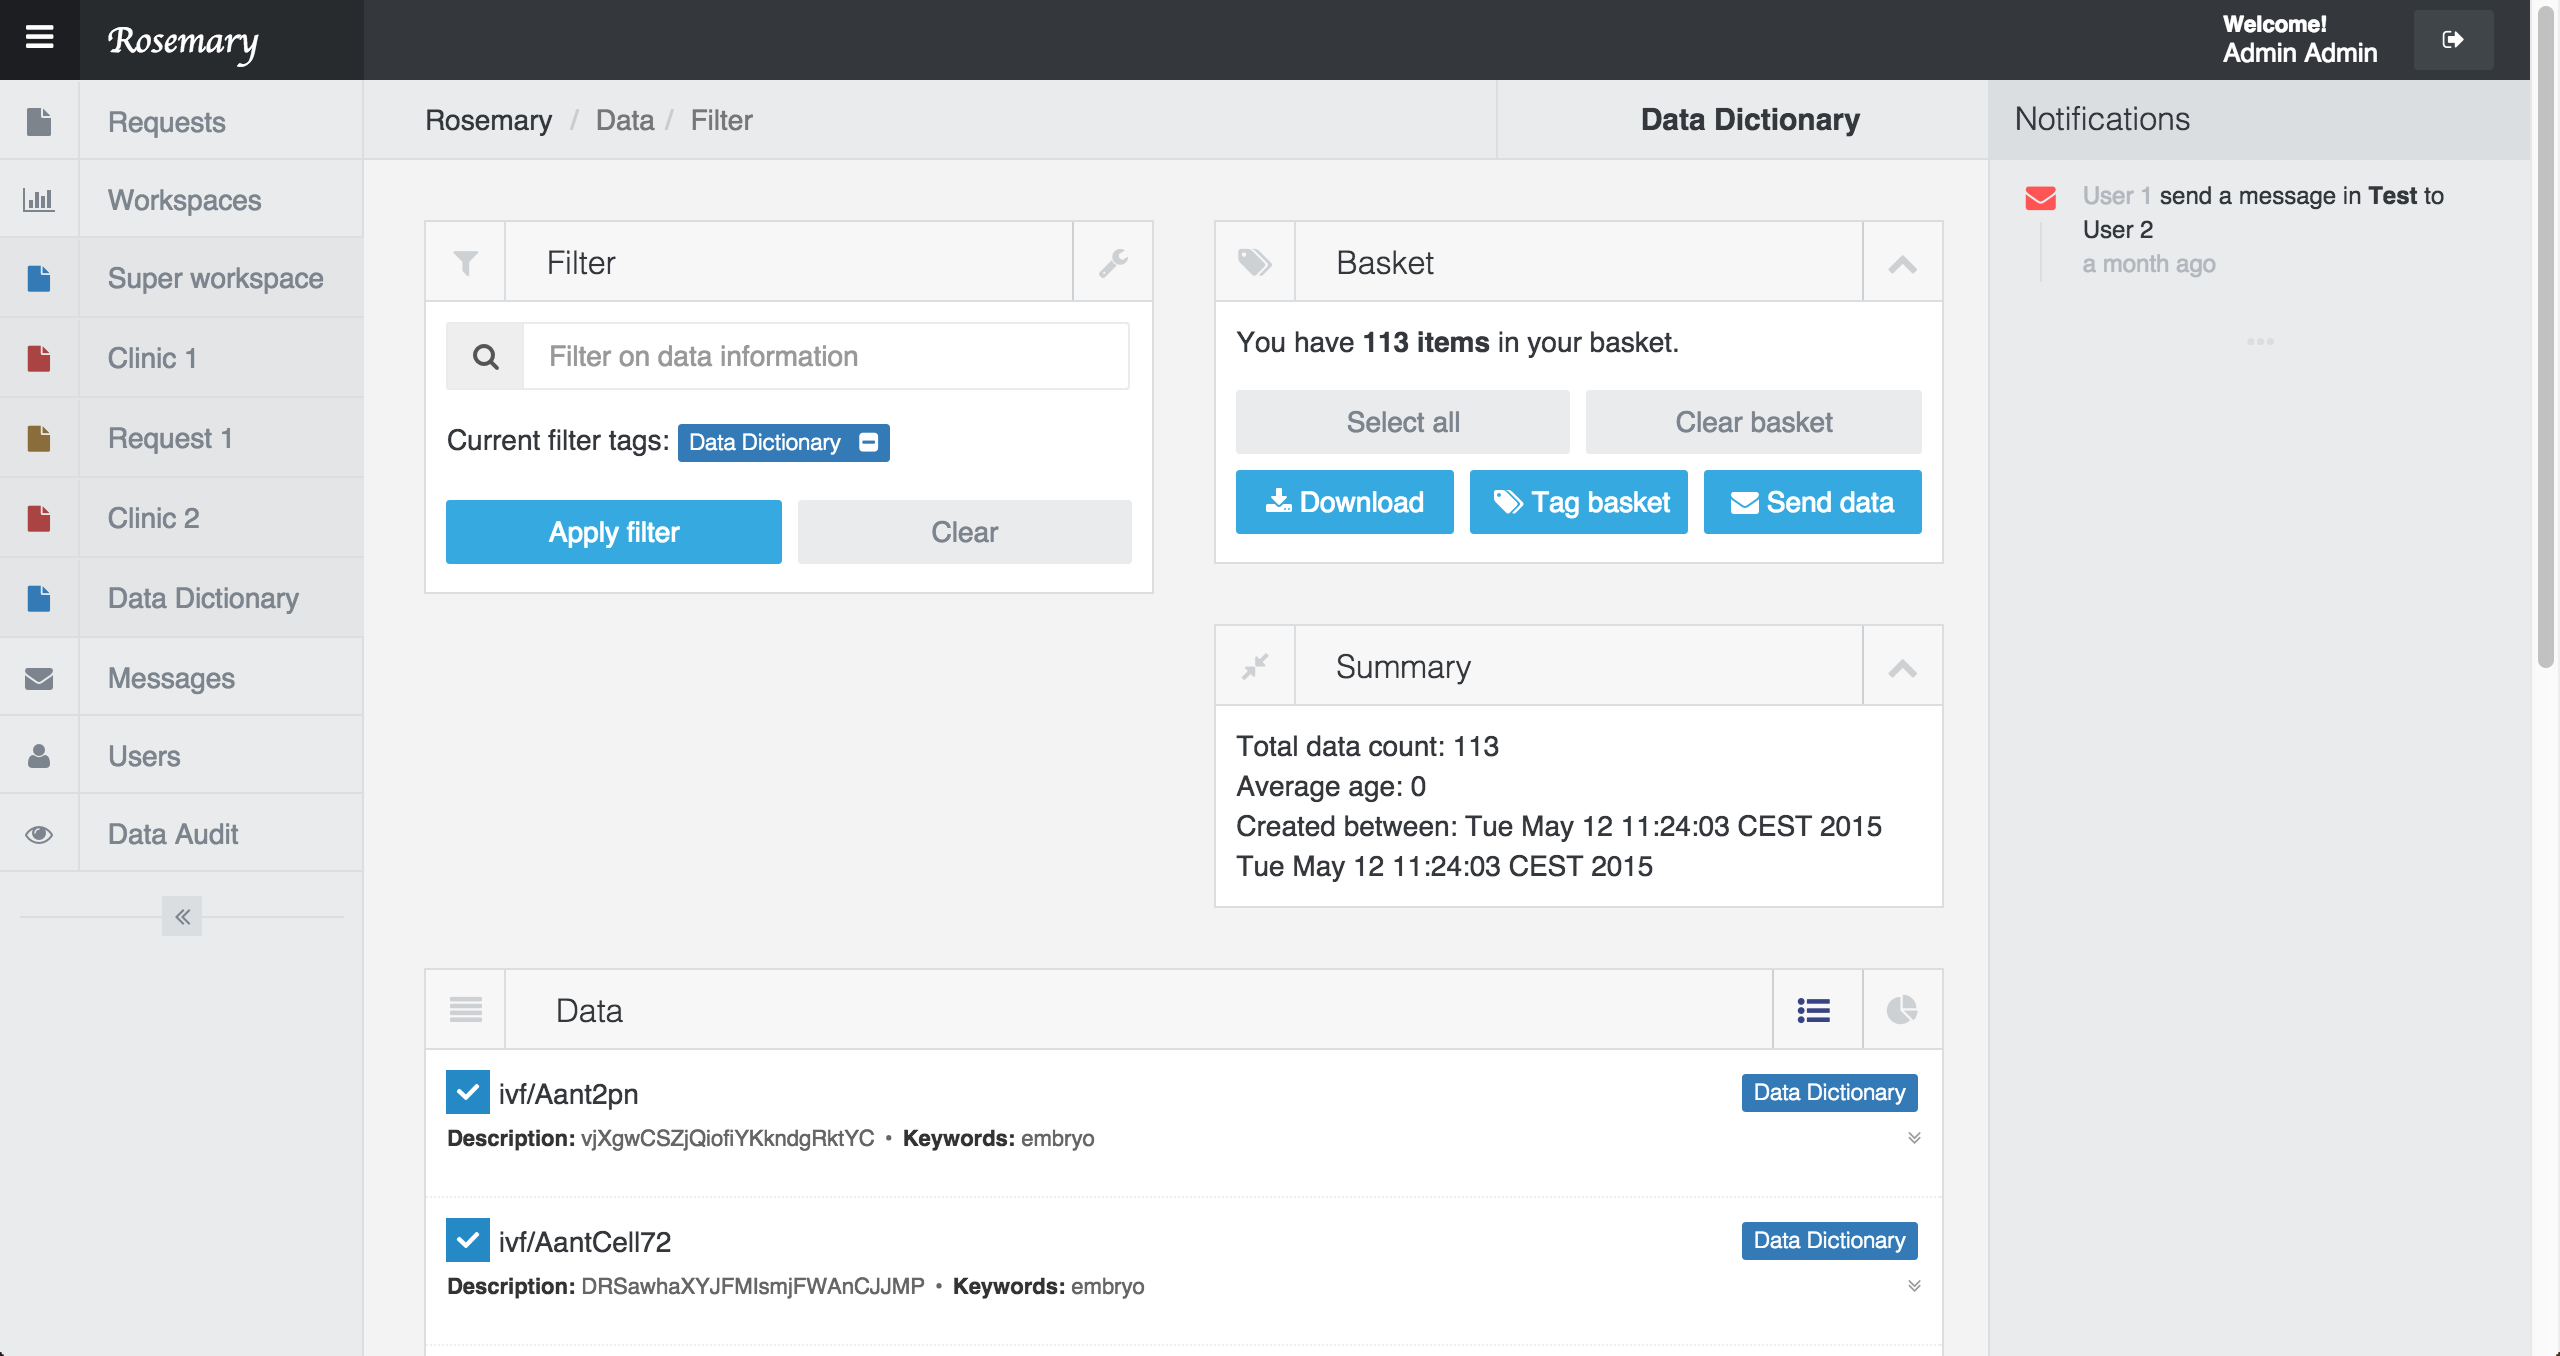 Rosemary
Welcome!
Admin Admin
Requests
Workspaces
Super workspace
Clinic 1
Request 1
Clinic 2
Data Dictionary
Messages
Users
Data Audit
Rosemary / Data / Filter
Data Dictionary
Filter
Filter on data information
Current filter tags: Data Dictionary
Apply filter
Clear
Basket
You have 113 items in your basket.
Select all
Clear basket
Download
Tag basket
Send data
Summary
Total data count: 113
Average age: 0
Created between: Tue May 12 11:24:03 CEST 2015
Tue May 12 11:24:03 CEST 2015
Data
ivf/Aant2pn
Data Dictionary
Description: vjXgwCSZjQiofiYKkndgRktYC • Keywords: embryo
ivf/AantCell72
Data Dictionary
Description: DRSawhaXYJFMIsmjFWAnCJJMP • Keywords: embryo
Notifications
User 1 send a message in Test to
User 2
a month ago